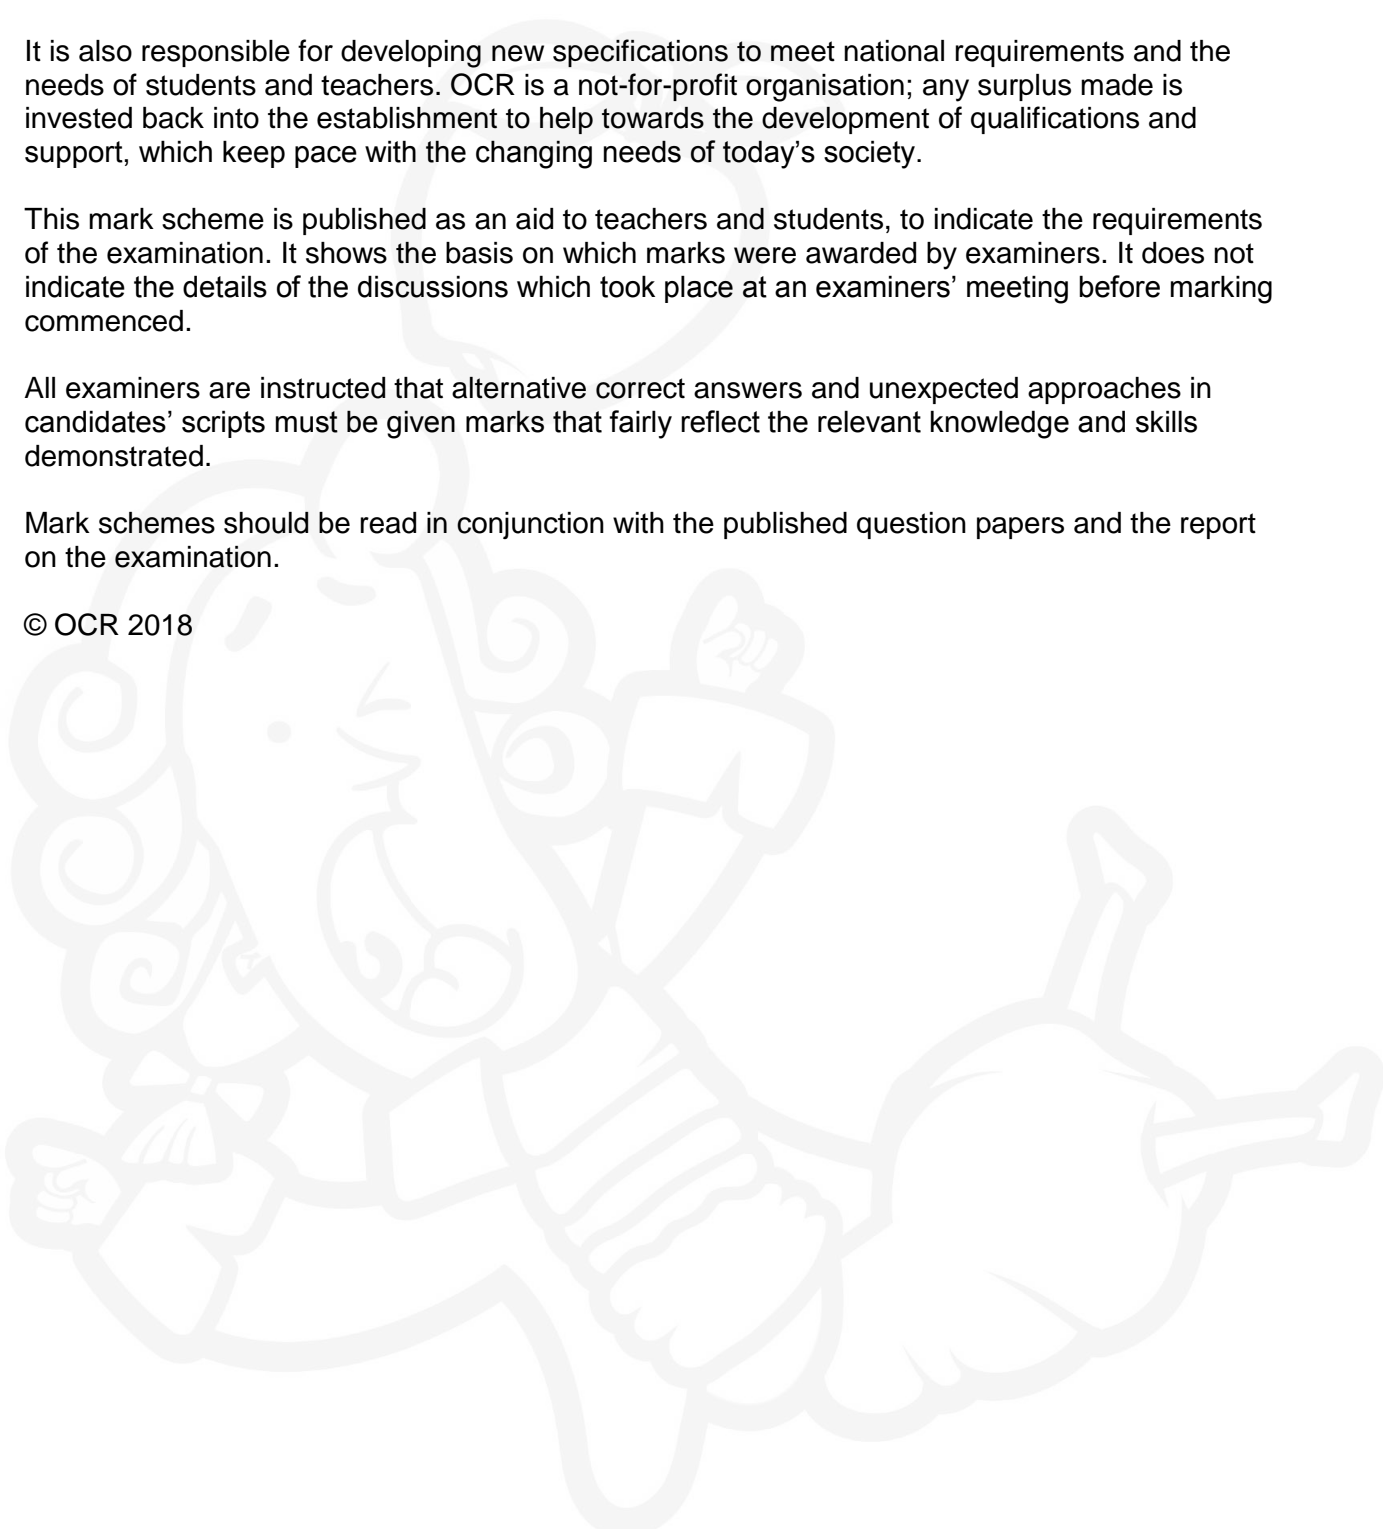 It is also responsible for developing new specifications to meet national requirements and the
needs of students and teachers. OCR is a not-for-profit organisation; any surplus made is
invested back into the establishment to help towards the development of qualifications and
support, which keep pace with the changing needs of today’s society.
This mark scheme is published as an aid to teachers and students, to indicate the requirements
of the examination. It shows the basis on which marks were awarded by examiners. It does not
indicate the details of the discussions which took place at an examiners’ meeting before marking
commenced.
All examiners are instructed that alternative correct answers and unexpected approaches in
candidates’ scripts must be given marks that fairly reflect the relevant knowledge and skills
demonstrated.
Mark schemes should be read in conjunction with the published question papers and the report
on the examination.
© OCR 2018